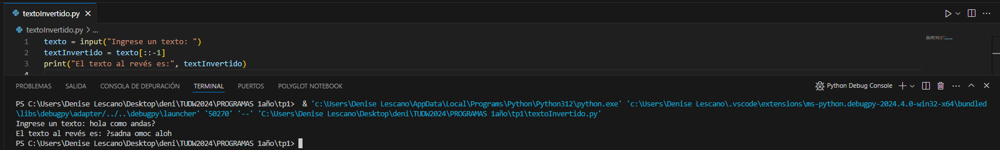 textoInvertido.py
textoInvertido.py > ...
1 texto = input("Ingrese un texto: ")
2 textInvertido = texto[::-1]
3 print("El texto al revés es:", textInvertido)
4
PROBLEMAS SALIDA CONSOLA DE DEPURACIÓN TERMINAL PUERTOS POLYGLOT NOTEBOOK Python Debug Console
PS C:\Users\Denise Lescano\Desktop\deni\TUDW2024\PROGRAMAS 1año\tp1>  & 'c:\Users\Denise Lescano\AppData\Local\Programs\Python\Python312\python.exe' 'c:\Users\Denise Lescano\.vscode\extensions\ms-python.debugpy-2024.4.0-win32-x64\bundled
\libs\debugpy\adapter/../..\debugpy\launcher' '50270' '--' 'C:\Users\Denise Lescano\Desktop\deni\TUDW2024\PROGRAMAS 1año\tp1\textoInvertido.py'
Ingrese un texto: hola como andas?
El texto al revés es: ?sadna omoc aloh
PS C:\Users\Denise Lescano\Desktop\deni\TUDW2024\PROGRAMAS 1año\tp1>